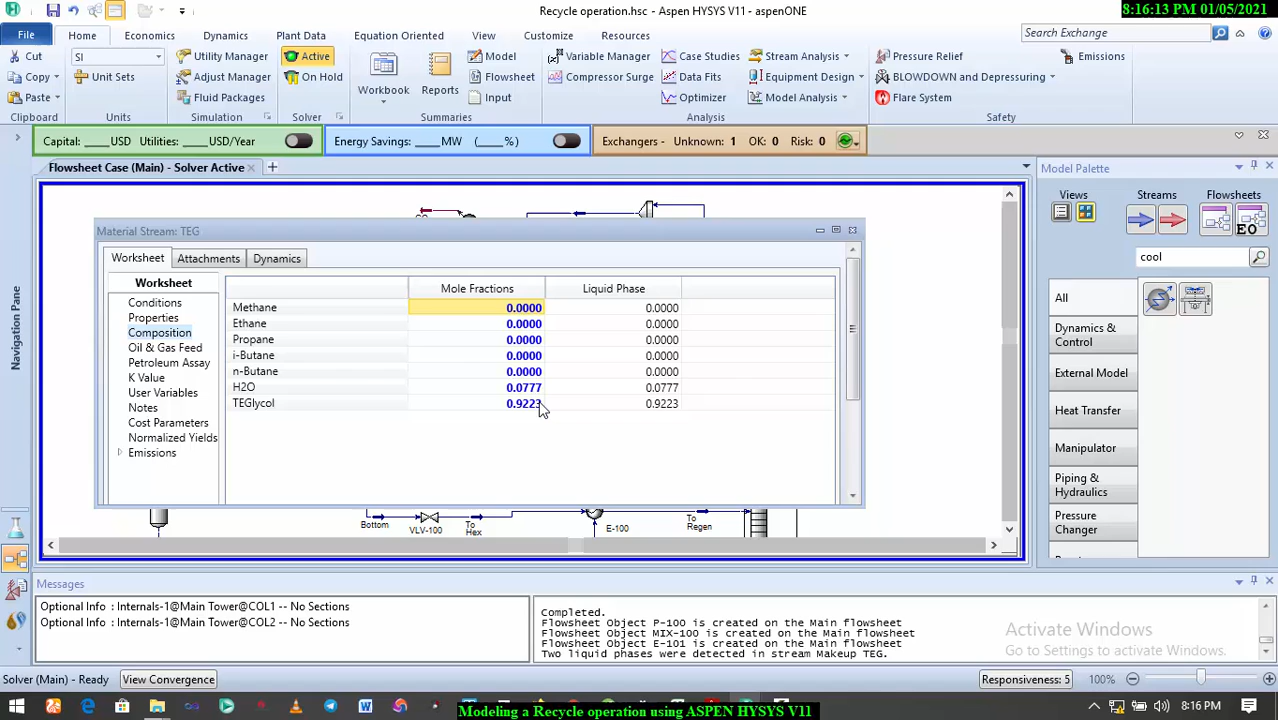 Recycle operation.hsc - Aspen HYSYS V11 - aspenONE
8:16:13 PM 01/05/2021
File Home Economics Dynamics Plant Data Equation Oriented View Customize Resources
Search Exchange
Cut
Copy
Paste
Clipboard
SI
Unit Sets
Units
Utility Manager
Adjust Manager
Fluid Packages
Simulation
Active
On Hold
Solver
Workbook
Reports
Model
Flowsheet
Input
Summaries
Variable Manager
Compressor Surge
Case Studies
Data Fits
Optimizer
Stream Analysis
Equipment Design
Model Analysis
Analysis
Pressure Relief
BLOWDOWN and Depressuring
Flare System
Emissions
Safety
Capital: ____ USD Utilities: ____ USD/Year
Energy Savings: ____ MW (____ %)
Exchangers - Unknown: 1 OK: 0 Risk: 0
Flowsheet Case (Main) - Solver Active
Navigation Pane
Material Stream: TEG
Worksheet Attachments Dynamics
Worksheet
Conditions
Properties
Composition
Oil & Gas Feed
Petroleum Assay
K Value
User Variables
Notes
Cost Parameters
Normalized Yields
Emissions
Mole Fractions Liquid Phase
Methane 0.0000 0.0000
Ethane 0.0000 0.0000
Propane 0.0000 0.0000
i-Butane 0.0000 0.0000
n-Butane 0.0000 0.0000
H2O 0.0777 0.0777
TEGlycol 0.9223 0.9223
Bottom
VLV-100
To
Hex
E-100
To
Regen
Model Palette
Views Streams Flowsheets
EO
cool
All
Dynamics &
Control
External Model
Heat Transfer
Manipulator
Piping &
Hydraulics
Pressure
Changer
Messages
Optional Info : Internals-1@Main Tower@COL1 -- No Sections
Optional Info : Internals-1@Main Tower@COL2 -- No Sections
Completed.
Flowsheet Object P-100 is created on the Main flowsheet
Flowsheet Object MIX-100 is created on the Main flowsheet
Flowsheet Object E-101 is created on the Main flowsheet
Two liquid phases were detected in stream Makeup TEG.
Activate Windows
Go to Settings to activate Windows.
Solver (Main) - Ready View Convergence
Responsiveness: 5 100%
8:16 PM
Modeling a Recycle operation using ASPEN HYSYS V11